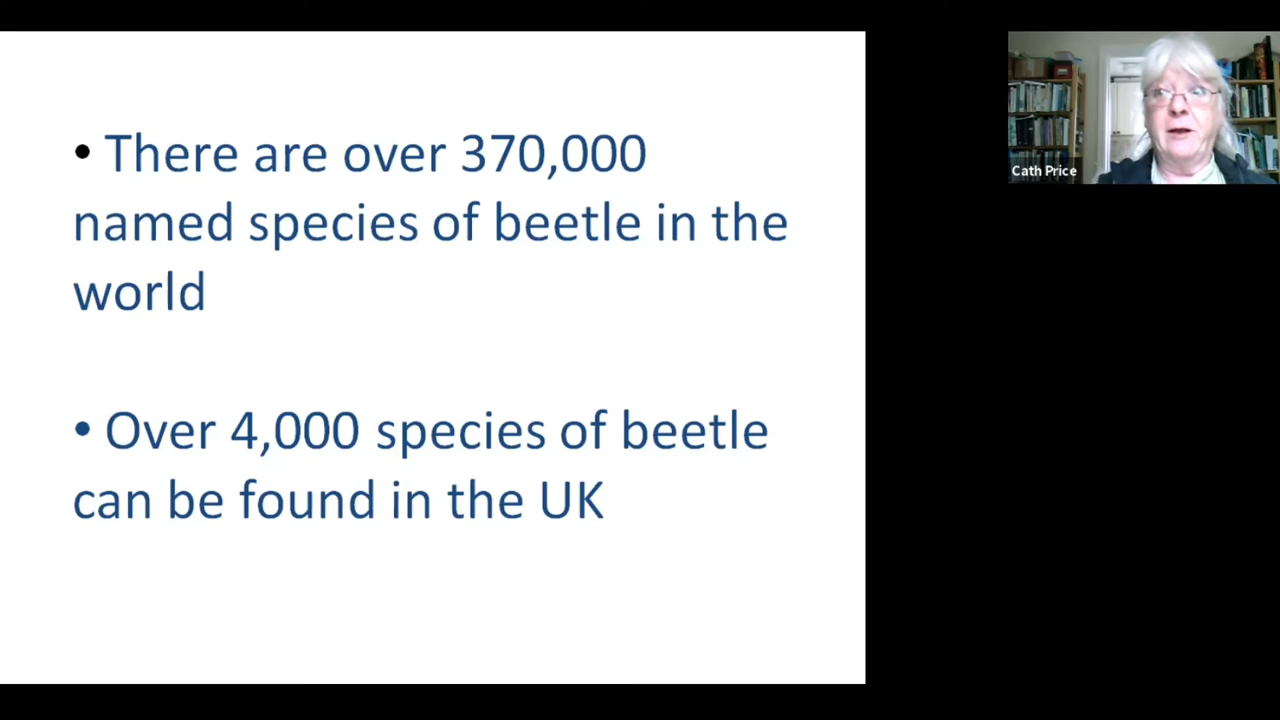 • There are over 370,000
named species of beetle in the
world
• Over 4,000 species of beetle
can be found in the UK
Cath Price